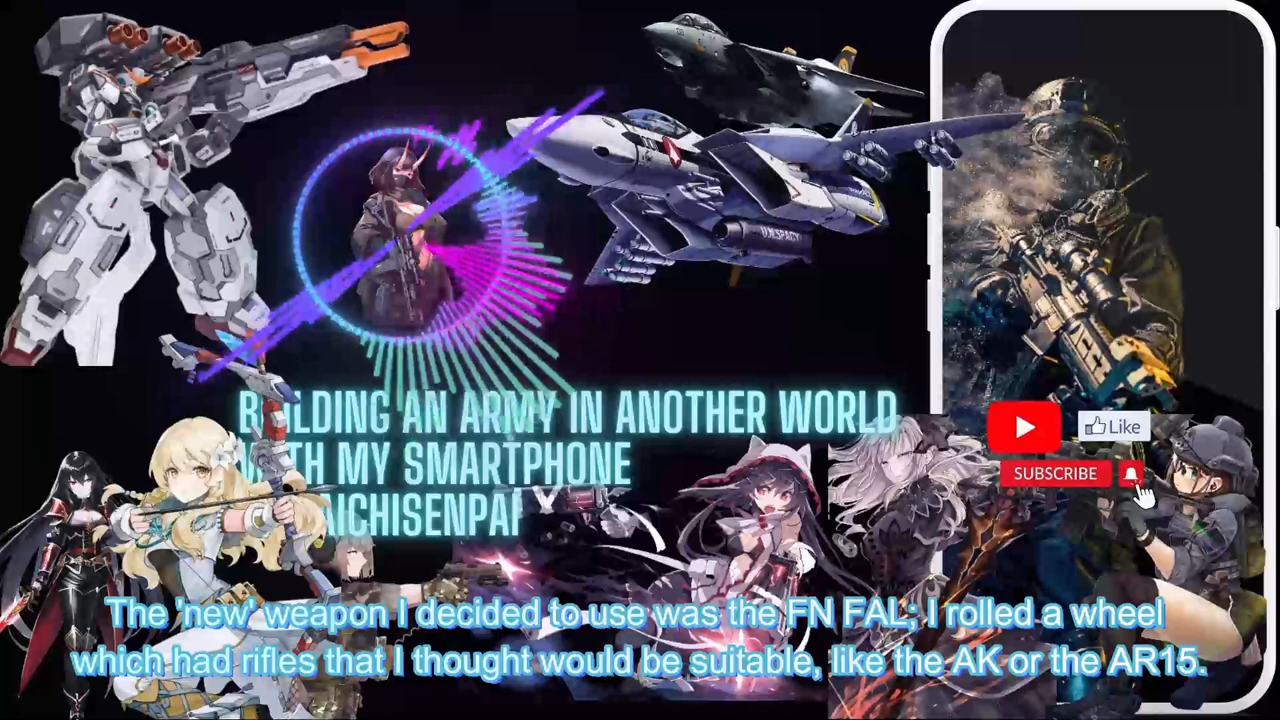 U.N.SPACY
BUILDING AN ARMY IN ANOTHER WORLD
WITH MY SMARTPHONE
AICHISENPAI
Like
SUBSCRIBE
The 'new' weapon I decided to use was the FN FAL; I rolled a wheel
which had rifles that I thought would be suitable, like the AK or the AR15.